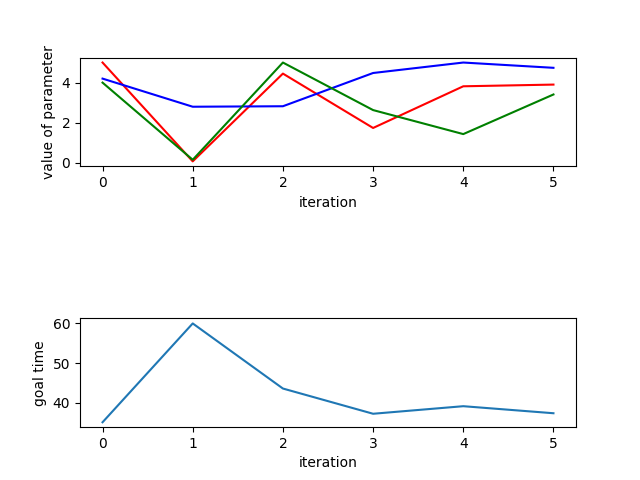 value of parameter
4
2
0
0 1 2 3 4 5
iteration
goal time
60
50
40
0 1 2 3 4 5
iteration